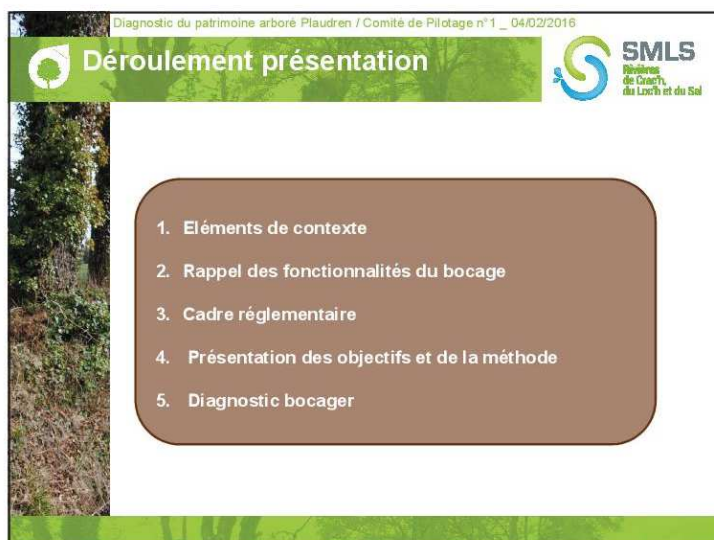 Diagnostic du patrimoine arboré Plaudren / Comité de Pilotage n°1 _ 04/02/2016
Déroulement présentation
SMLS
Rivières
de Crac'h,
du Loc'h et du Sal
1. Eléments de contexte
2. Rappel des fonctionnalités du bocage
3. Cadre réglementaire
4. Présentation des objectifs et de la méthode
5. Diagnostic bocager